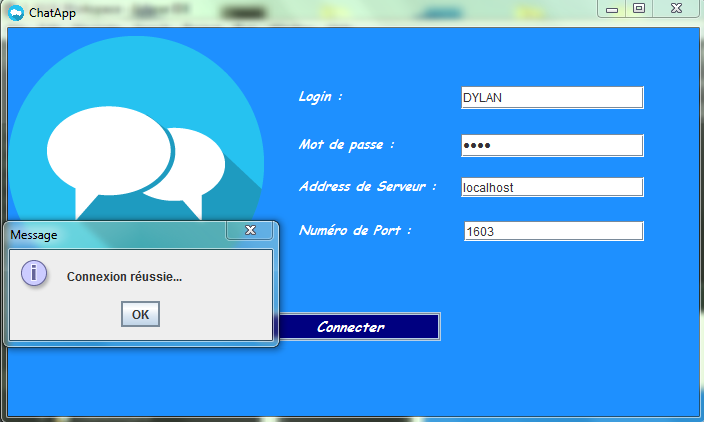 ChatApp
Login :
DYLAN
Mot de passe :
••••
Address de Serveur :
localhost
Numéro de Port :
1603
Message
Connexion réussie...
OK
Connecter